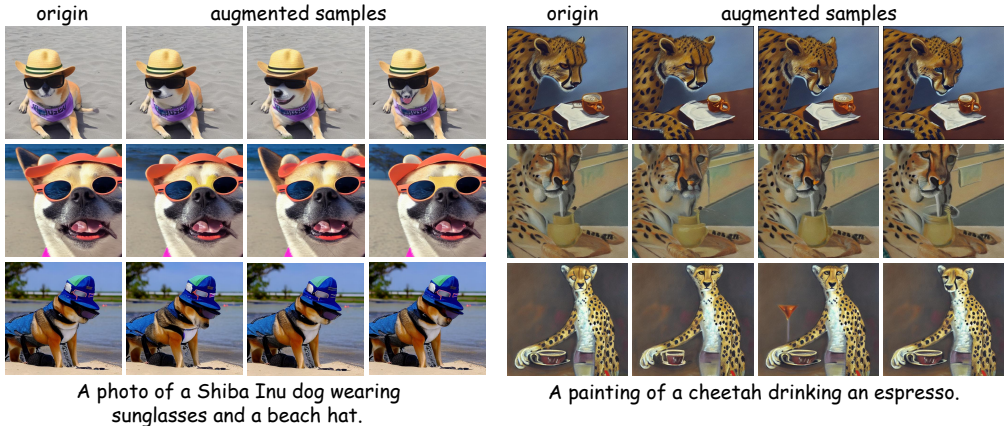 origin
augmented samples
origin
augmented samples
A photo of a Shiba Inu dog wearing
sunglasses and a beach hat.
A painting of a cheetah drinking an espresso.